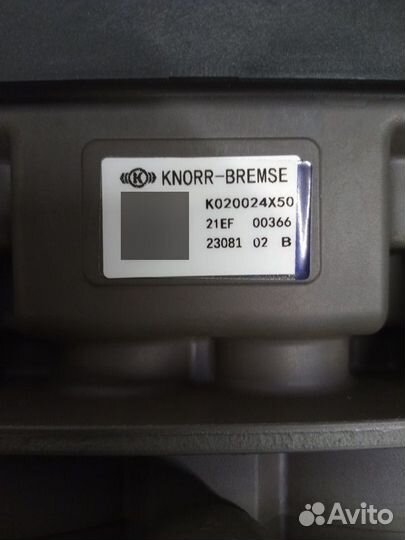 KNORR-BREMSE
K020024X50
21EF 00366
23081 02 B
Avito